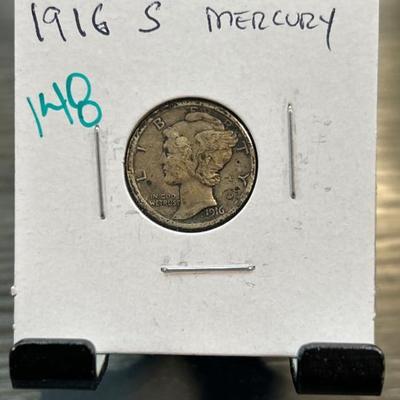 1916 S MERCURY
148
LIBERTY
IN GOD
WE TRUST
1916